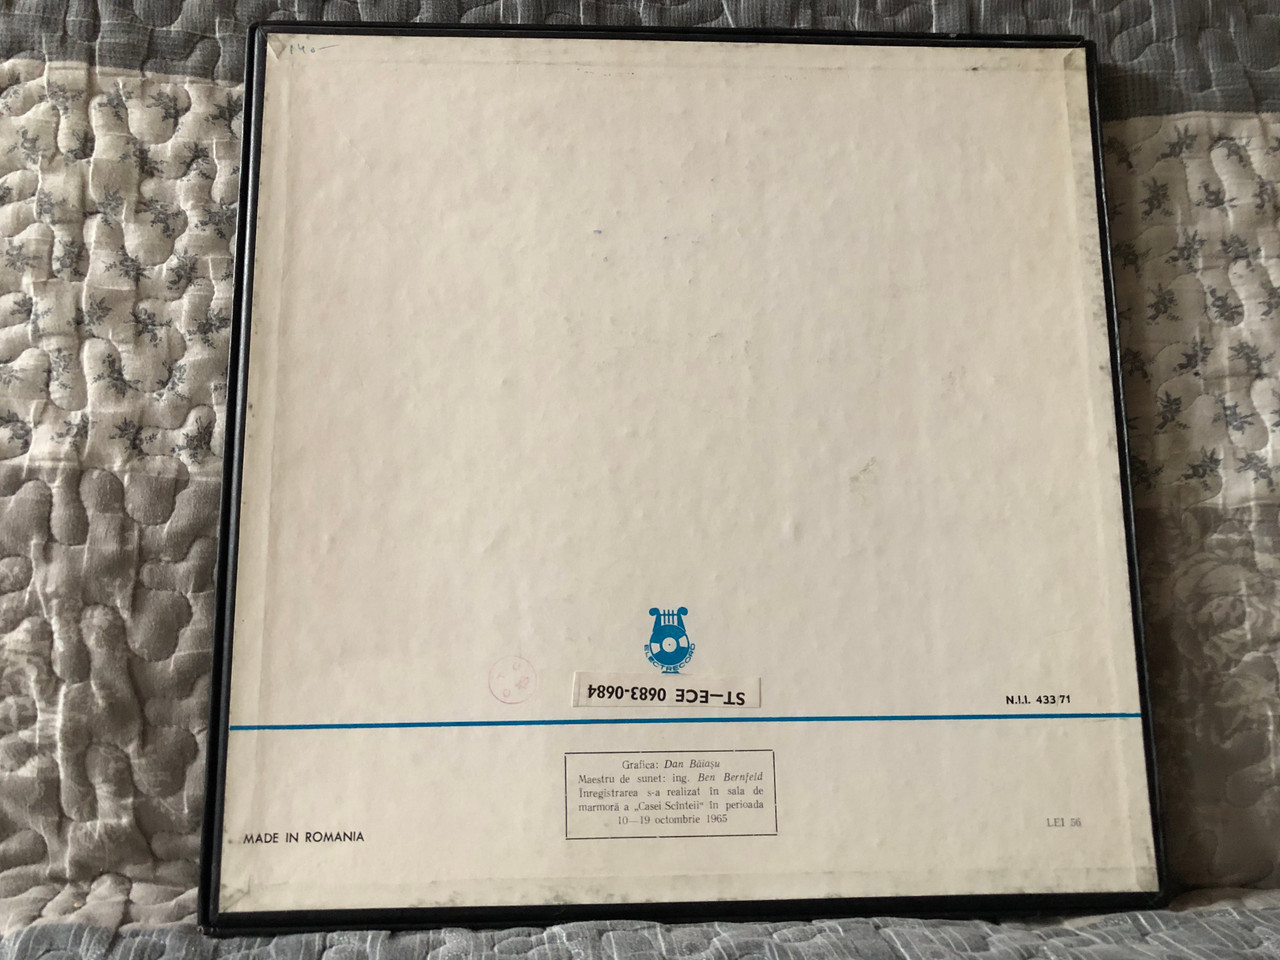 140-
ELECTRECORD
ST—ECE 0683-0684
N.I.I. 433/71
Grafica: Dan Băiașu
Maestru de sunet: ing. Ben Bernfeld
Înregistrarea s-a realizat în sala de
marmoră a „Casei Scînteii" în perioada
10—19 octombrie 1965
MADE IN ROMANIA
LEI 56